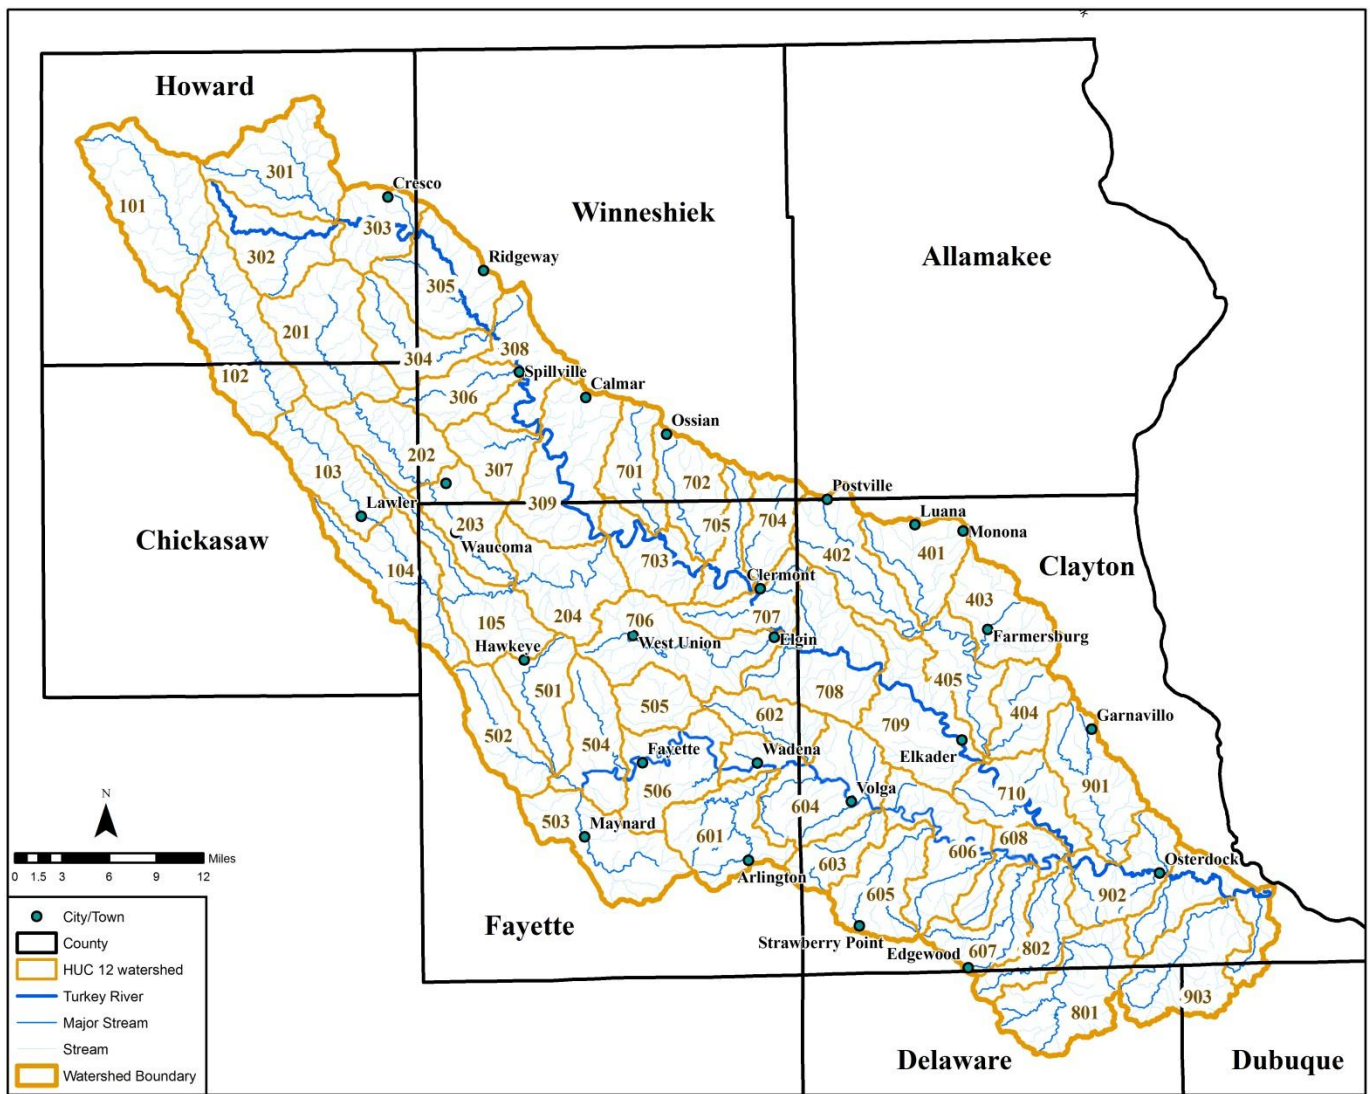 Howard
301
Cresco
101
303
Winneshiek
302
Allamakee
Ridgeway
305
201
308
304
Spillville
102
Calmar
306
Ossian
202
103
307
701
702
Postville
309
Lawler
Luana
203
705
704
Monona
Chickasaw
Waucoma
402
401
703
Clayton
104
Clermont
403
105
204
706
707
Hawkeye
West Union
Elgin
Farmersburg
501
405
708
505
602
404
Garnavillo
502
504
709
Fayette
Wadena
Elkader
N
506
604
Volga
710
901
503
Maynard
601
608
606
603
Osterdock
Miles
0 1.5 3 6 9 12
Arlington
605
902
City/Town
Fayette
Strawberry Point
County
Edgewood
607
802
HUC 12 watershed
Turkey River
903
Major Stream
801
Stream
Delaware
Dubuque
Watershed Boundary